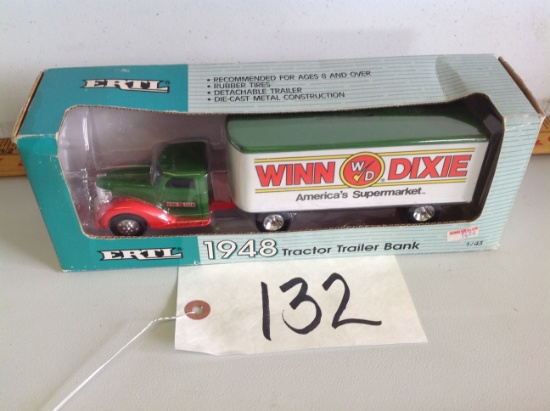 ERTL
• RECOMMENDED FOR AGES 8 AND OVER
• RUBBER TIRES
• DETACHABLE TRAILER
• DIE-CAST METAL CONSTRUCTION
WINN W D DIXIE
America's Supermarket
ERTL 1948 Tractor Trailer Bank
1/43
132